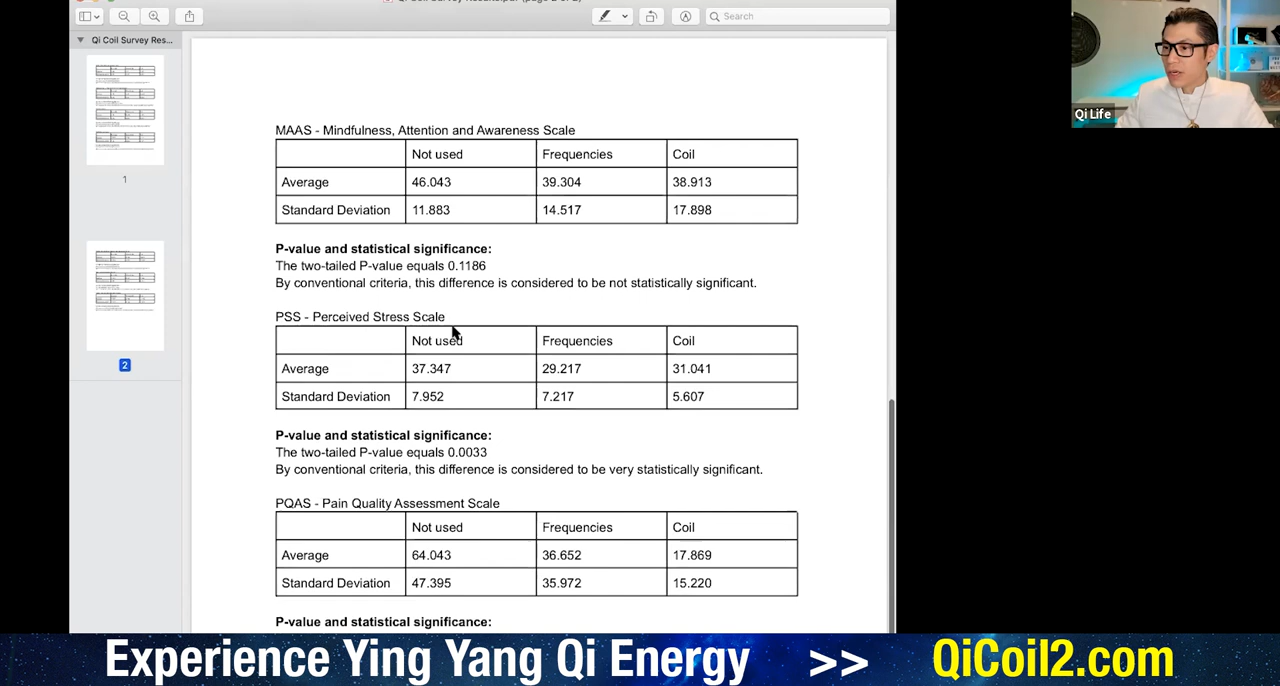 Search
Qi Coil Survey Res...
1
2
MAAS - Mindfulness, Attention and Awareness Scale
Not used Frequencies Coil
Average 46.043 39.304 38.913
Standard Deviation 11.883 14.517 17.898
P-value and statistical significance:
The two-tailed P-value equals 0.1186
By conventional criteria, this difference is considered to be not statistically significant.
PSS - Perceived Stress Scale
Not used Frequencies Coil
Average 37.347 29.217 31.041
Standard Deviation 7.952 7.217 5.607
P-value and statistical significance:
The two-tailed P-value equals 0.0033
By conventional criteria, this difference is considered to be very statistically significant.
PQAS - Pain Quality Assessment Scale
Not used Frequencies Coil
Average 64.043 36.652 17.869
Standard Deviation 47.395 35.972 15.220
P-value and statistical significance:
Qi Life
Experience Ying Yang Qi Energy >> QiCoil2.com